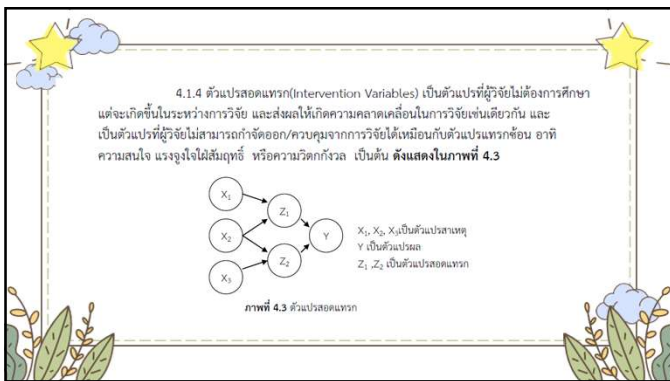 4.1.4 ตัวแปรสอดแทรก(Intervention Variables) เป็นตัวแปรที่ผู้วิจัยไม่ต้องการศึกษา
แต่จะเกิดขึ้นในระหว่างการวิจัย และส่งผลให้เกิดความคลาดเคลื่อนในการวิจัยเช่นเดียวกัน และ
เป็นตัวแปรที่ผู้วิจัยไม่สามารถกำจัดออก/ควบคุมจากการวิจัยได้เหมือนกับตัวแปรแทรกซ้อน อาทิ
ความสนใจ แรงจูงใจใฝ่สัมฤทธิ์ หรือความวิตกกังวล เป็นต้น ดังแสดงในภาพที่ 4.3
X₁
Z₁
X₂
Y
Z₂
X₃
X₁, X₂, X₃เป็นตัวแปรสาเหตุ
Y เป็นตัวแปรผล
Z₁ ,Z₂ เป็นตัวแปรสอดแทรก
ภาพที่ 4.3 ตัวแปรสอดแทรก